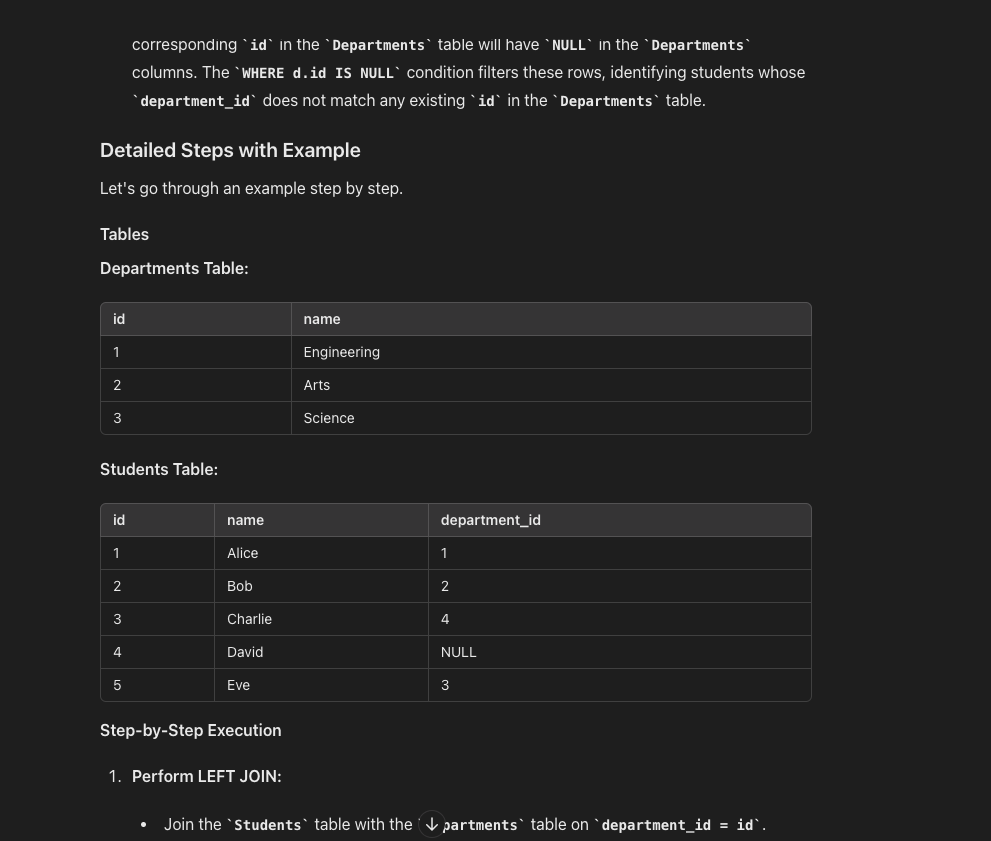 corresponding `id` in the `Departments` table will have `NULL` in the `Departments`
columns. The `WHERE d.id IS NULL` condition filters these rows, identifying students whose
`department_id` does not match any existing `id` in the `Departments` table.
Detailed Steps with Example
Let's go through an example step by step.
Tables
Departments Table:
id name
1 Engineering
2 Arts
3 Science
Students Table:
id name department_id
1 Alice 1
2 Bob 2
3 Charlie 4
4 David NULL
5 Eve 3
Step-by-Step Execution
1. Perform LEFT JOIN:
• Join the `Students` table with the `partments` table on `department_id = id`.